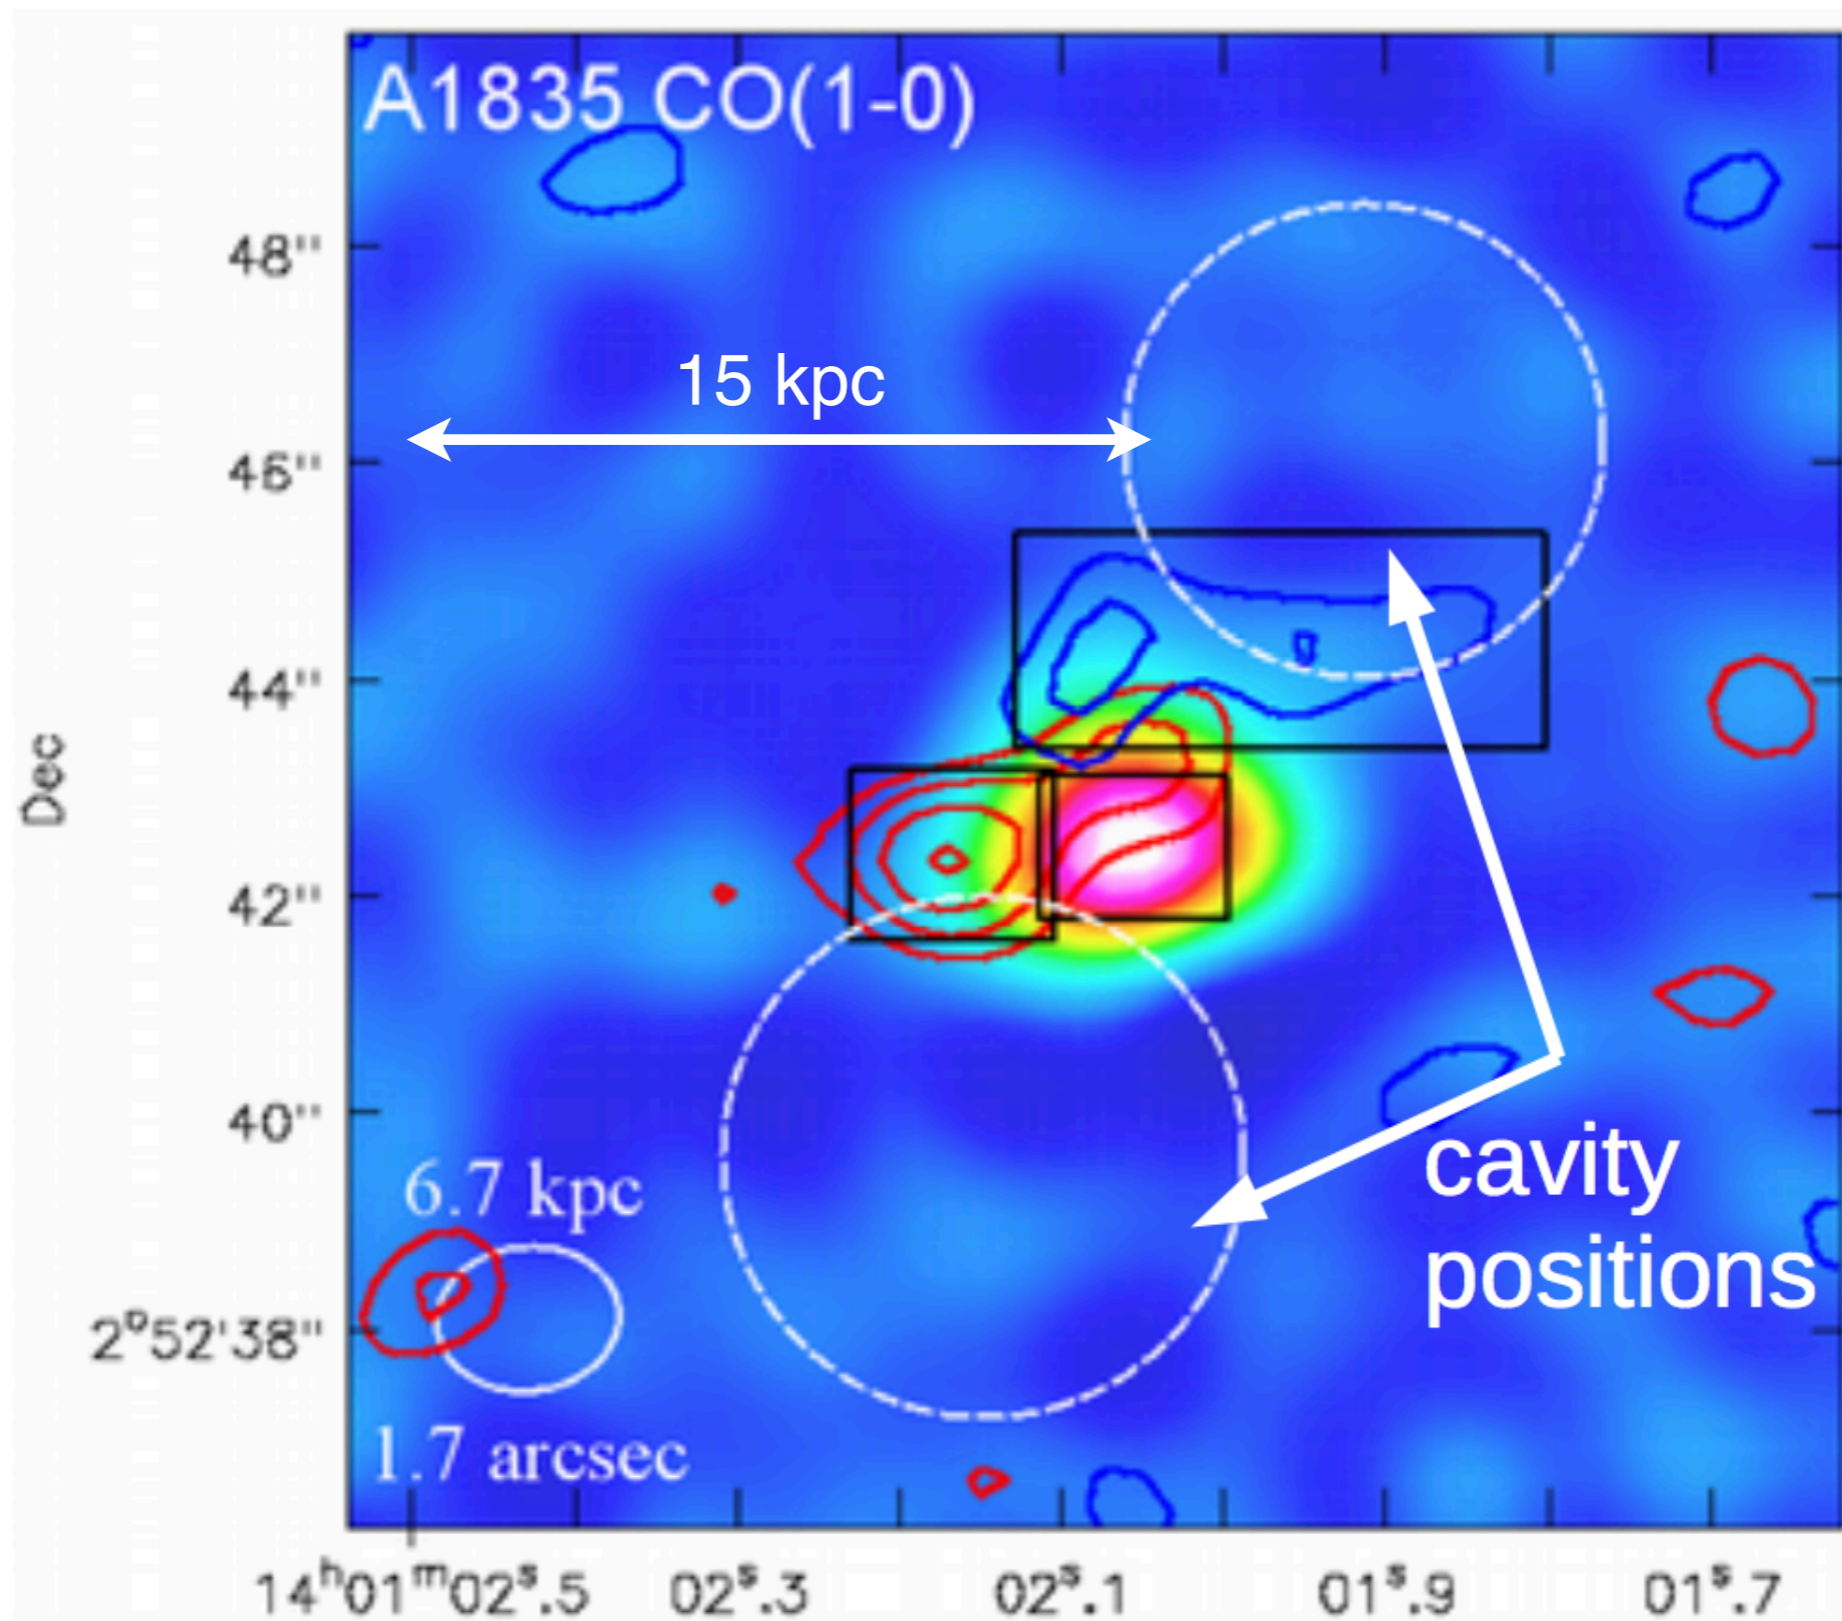 A1835 CO(1-0)
48"
15 kpc
46"
44"
Dec
42"
40"
cavity
positions
6.7 kpc
2°52'38"
1.7 arcsec
14ʰ01ᵐ02ˢ.5 02ˢ.3 02ˢ.1 01ˢ.9 01ˢ.7